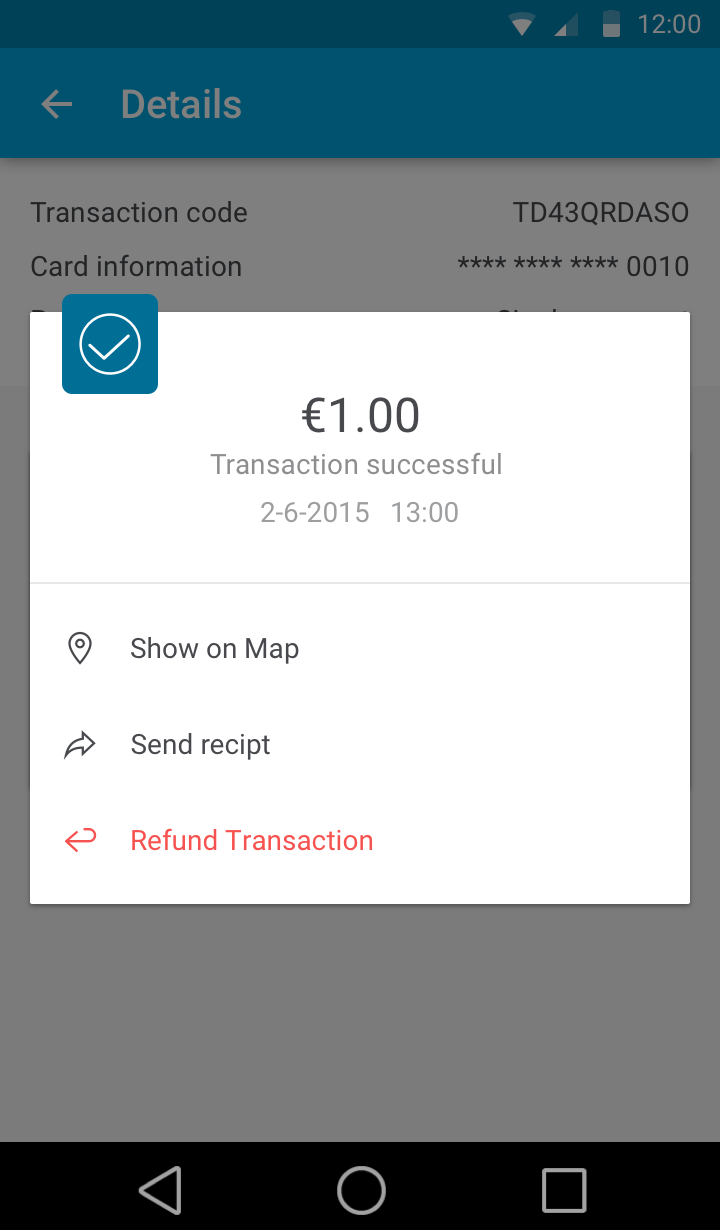 12:00
Details
Transaction code TD43QRDASO
Card information **** **** **** 0010
€1.00
Transaction successful
2-6-2015 13:00
Show on Map
Send recipt
Refund Transaction